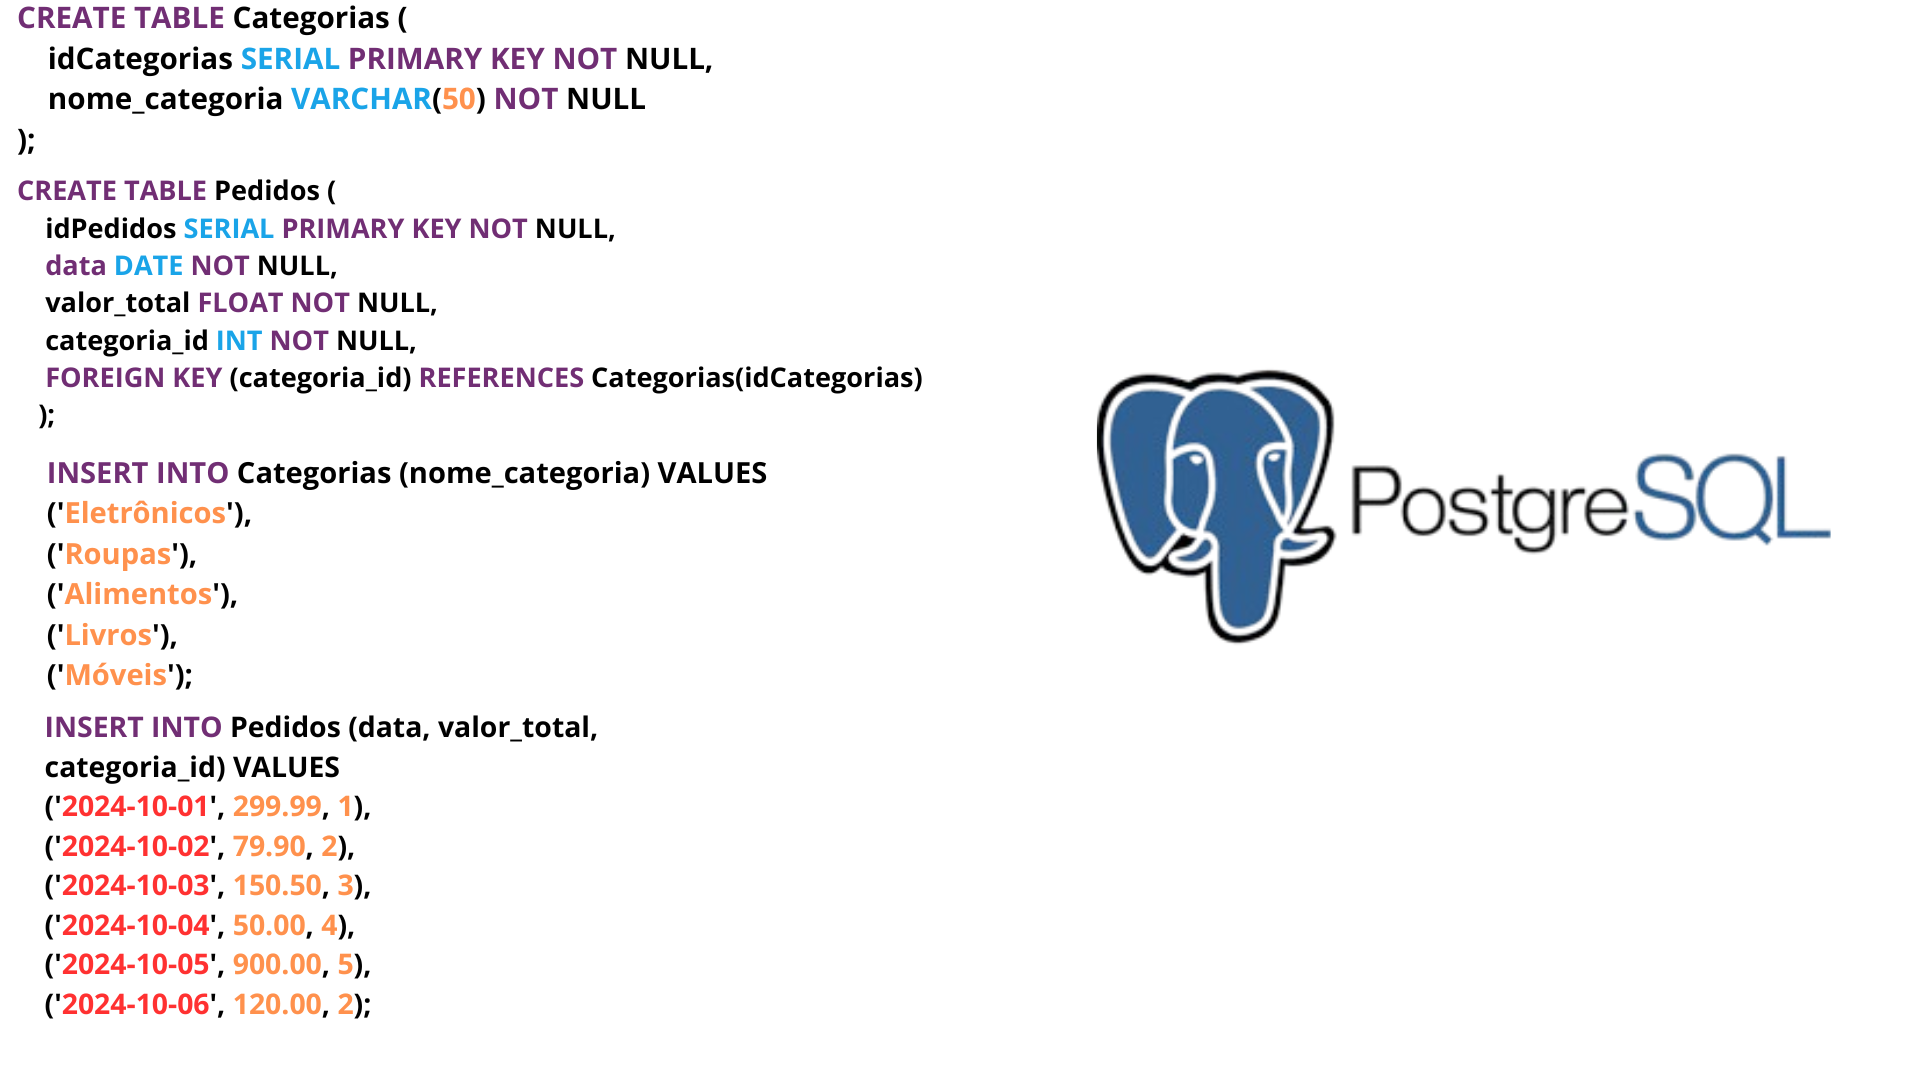 CREATE TABLE Categorias (
idCategorias SERIAL PRIMARY KEY NOT NULL,
nome_categoria VARCHAR(50) NOT NULL
);
CREATE TABLE Pedidos (
idPedidos SERIAL PRIMARY KEY NOT NULL,
data DATE NOT NULL,
valor_total FLOAT NOT NULL,
categoria_id INT NOT NULL,
FOREIGN KEY (categoria_id) REFERENCES Categorias(idCategorias)
);
INSERT INTO Categorias (nome_categoria) VALUES
('Eletrônicos'),
('Roupas'),
('Alimentos'),
('Livros'),
('Móveis');
INSERT INTO Pedidos (data, valor_total,
categoria_id) VALUES
('2024-10-01', 299.99, 1),
('2024-10-02', 79.90, 2),
('2024-10-03', 150.50, 3),
('2024-10-04', 50.00, 4),
('2024-10-05', 900.00, 5),
('2024-10-06', 120.00, 2);
PostgreSQL